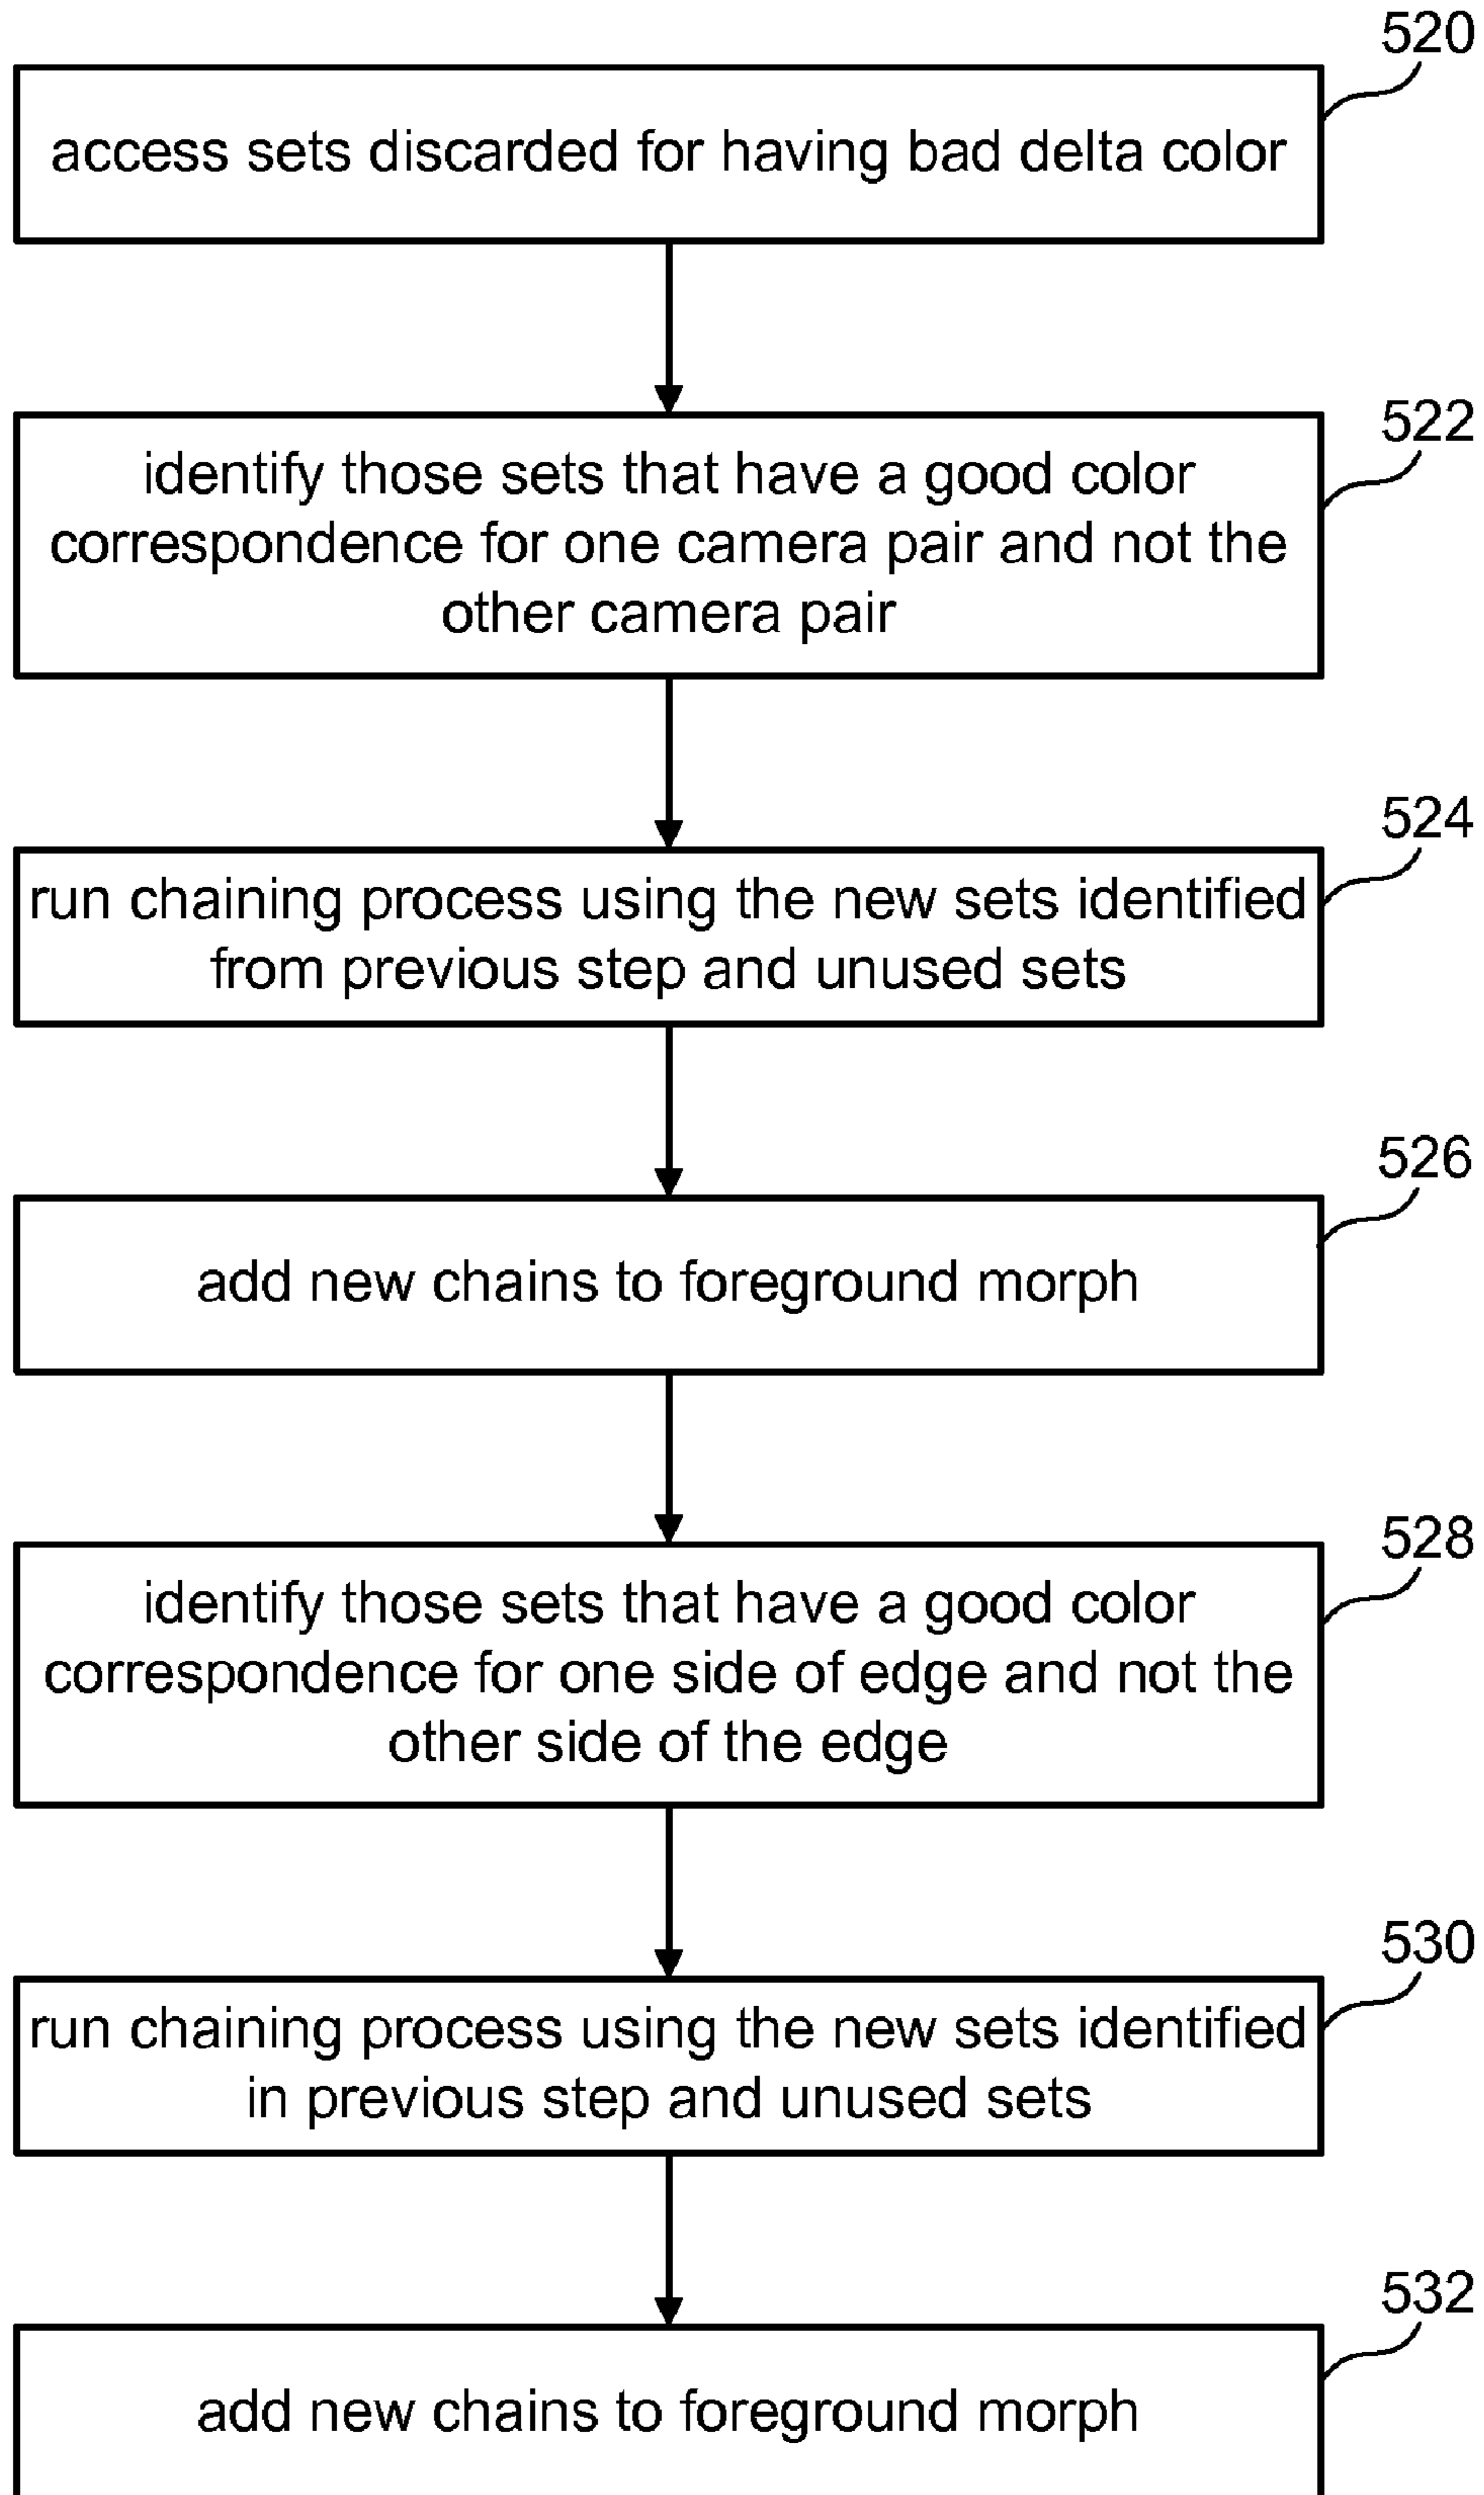 520
access sets discarded for having bad delta color
522
identify those sets that have a good color
correspondence for one camera pair and not the
other camera pair
524
run chaining process using the new sets identified
from previous step and unused sets
526
add new chains to foreground morph
528
identify those sets that have a good color
correspondence for one side of edge and not the
other side of the edge
530
run chaining process using the new sets identified
in previous step and unused sets
532
add new chains to foreground morph